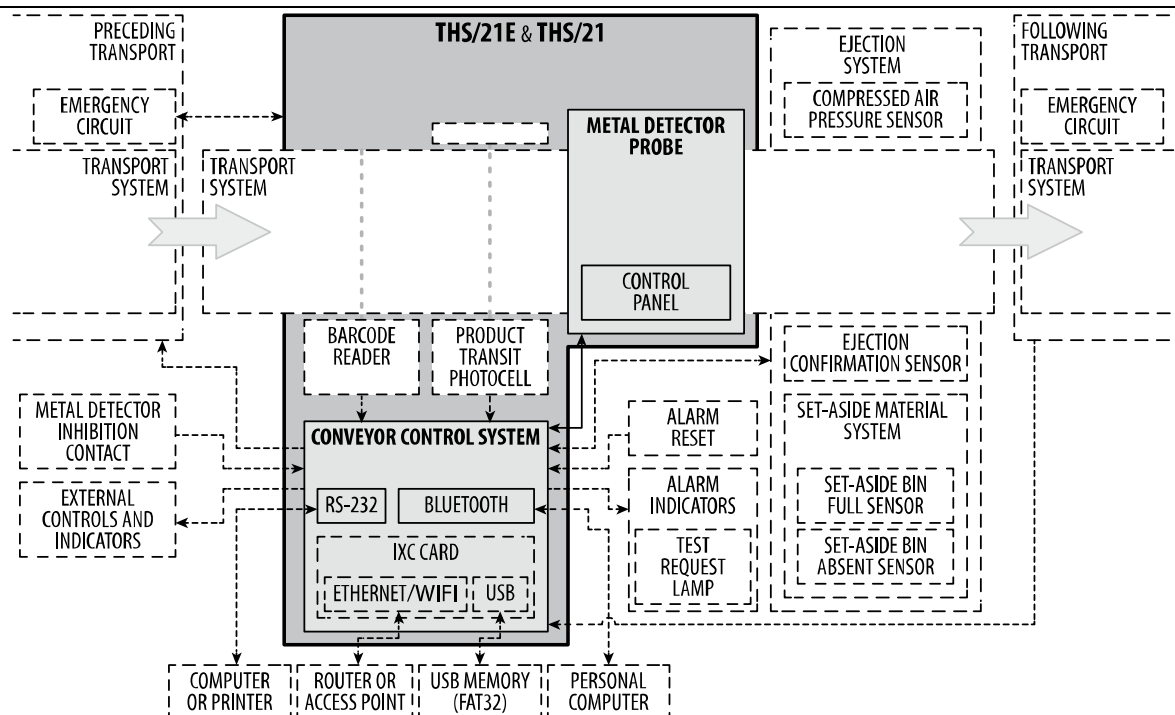 PRECEDING
TRANSPORT
EMERGENCY
CIRCUIT
TRANSPORT
SYSTEM
TRANSPORT
SYSTEM
THS/21E & THS/21
METAL DETECTOR
PROBE
CONTROL
PANEL
EJECTION
SYSTEM
COMPRESSED AIR
PRESSURE SENSOR
FOLLOWING
TRANSPORT
EMERGENCY
CIRCUIT
TRANSPORT
SYSTEM
BARCODE
READER
PRODUCT
TRANSIT
PHOTOCELL
EJECTION
CONFIRMATION SENSOR
METAL DETECTOR
INHIBITION
CONTACT
EXTERNAL
CONTROLS AND
INDICATORS
CONVEYOR CONTROL SYSTEM
RS-232
BLUETOOTH
IXC CARD
ETHERNET/WIFI
USB
ALARM
RESET
ALARM
INDICATORS
TEST
REQUEST
LAMP
SET-ASIDE MATERIAL
SYSTEM
SET-ASIDE BIN
FULL SENSOR
SET-ASIDE BIN
ABSENT SENSOR
COMPUTER
OR PRINTER
ROUTER OR
ACCESS POINT
USB MEMORY
(FAT32)
PERSONAL
COMPUTER